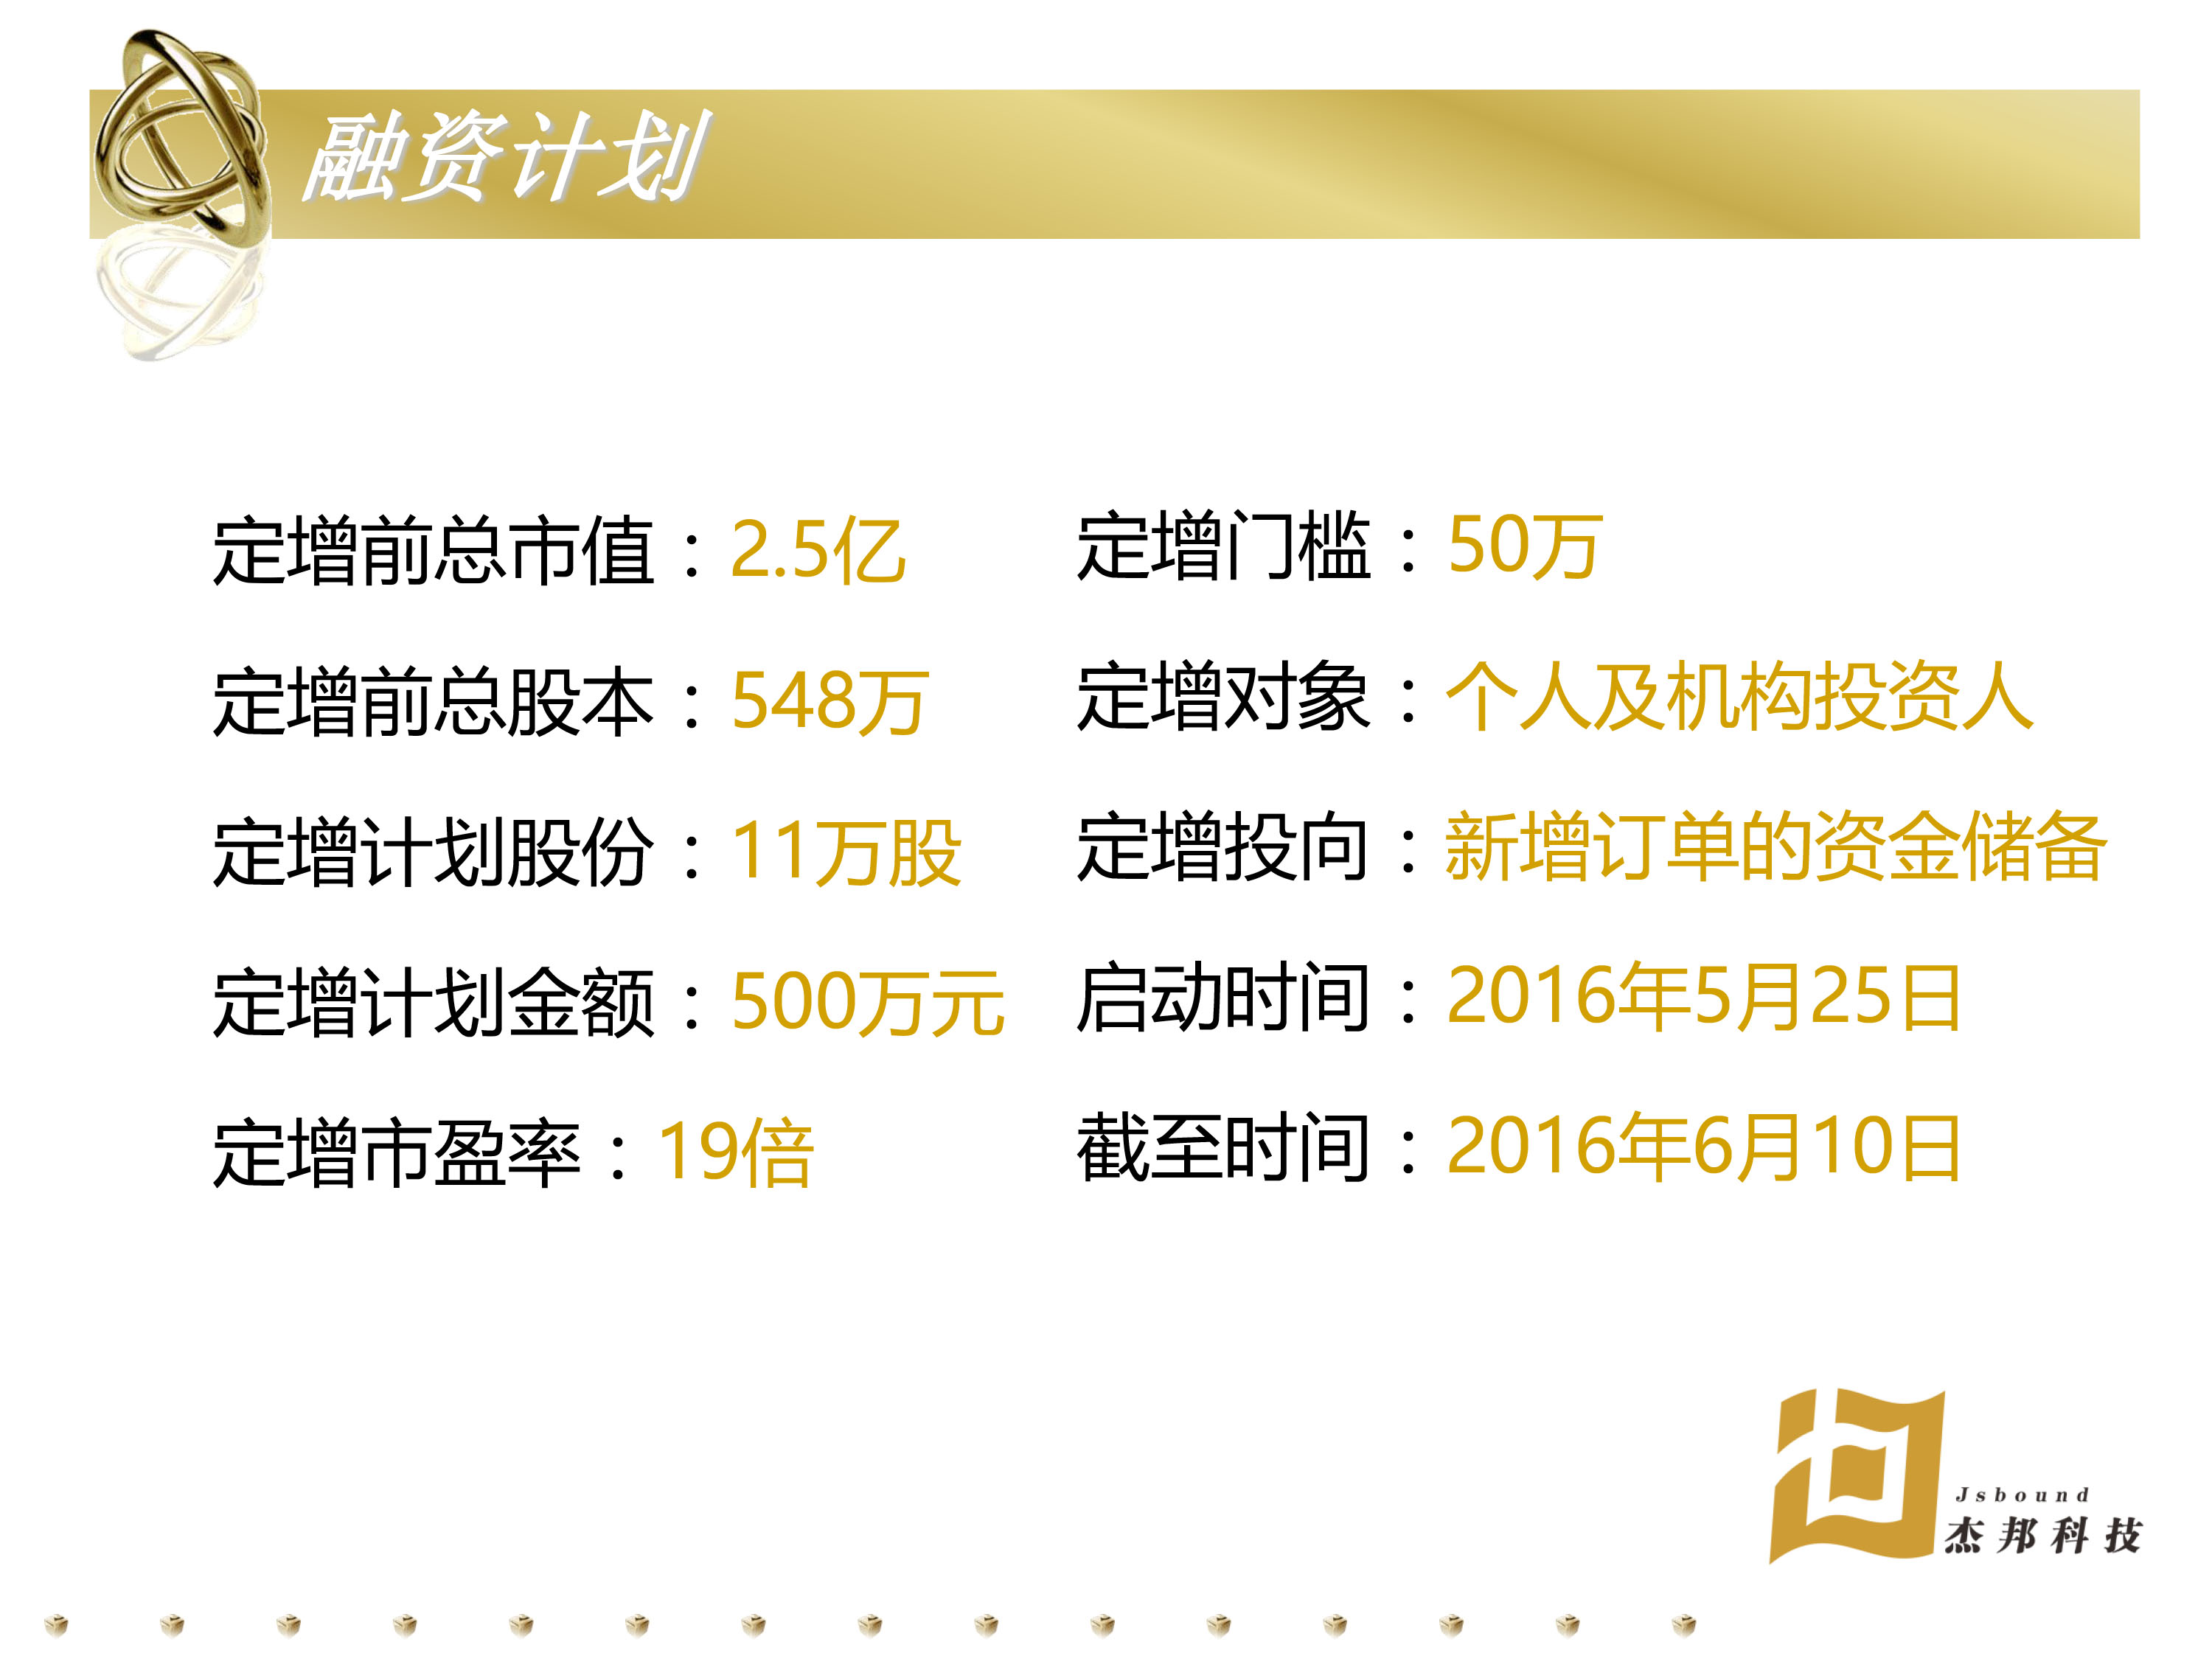 融资计划
定增前总市值：2.5亿
定增前总股本：548万
定增计划股份：11万股
定增计划金额：500万元
定增市盈率：19倍
定增门槛：50万
定增对象：个人及机构投资人
定增投向：新增订单的资金储备
启动时间：2016年5月25日
截至时间：2016年6月10日
Jsbound
杰邦科技